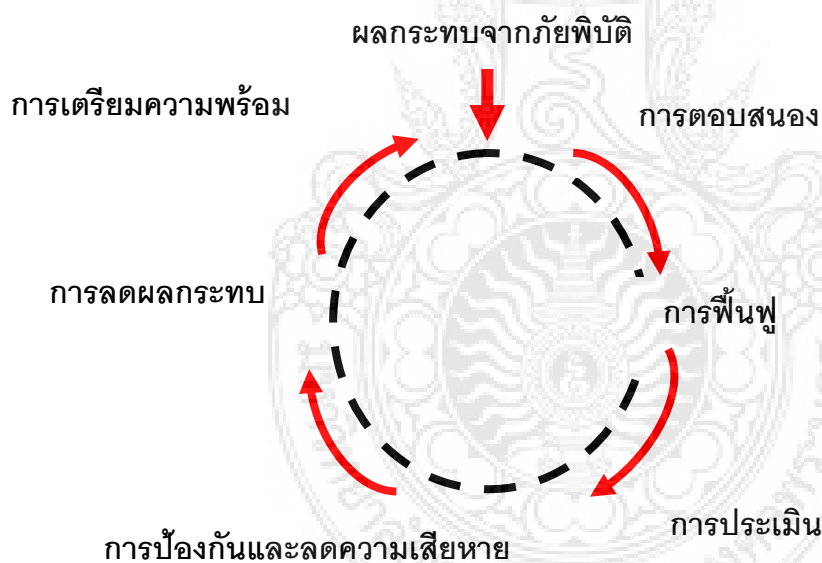 ผลกระทบจากภัยพิบัติ
การเตรียมความพร้อม
การตอบสนอง
การลดผลกระทบ
การฟื้นฟู
การประเมิน
การป้องกันและลดความเสียหาย